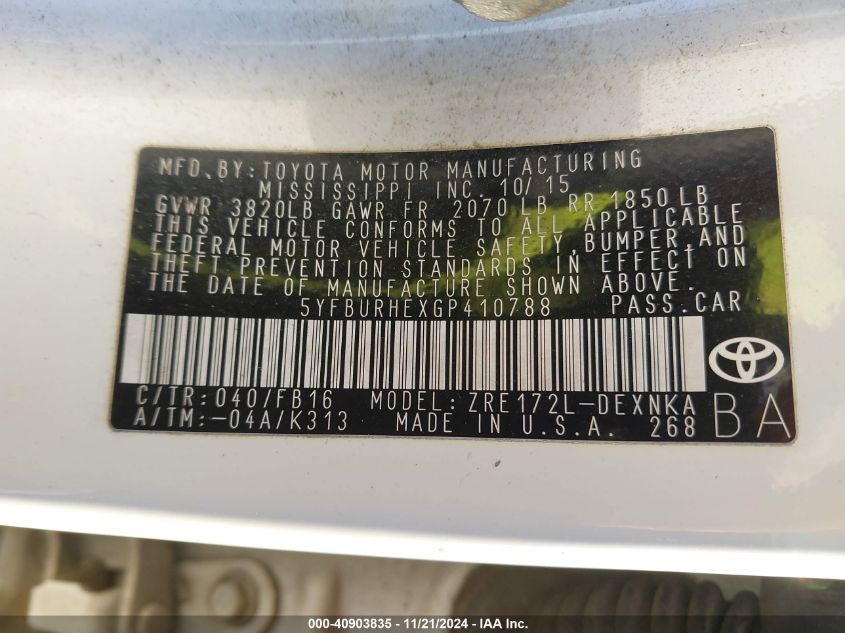 MFD. BY: TOYOTA MOTOR MANUFACTURING
MISSISSIPPI INC. 10/15
GVWR 3820LB GAWR FR 2070 LB RR 1850 LB
THIS VEHICLE CONFORMS TO ALL APPLICABLE
FEDERAL MOTOR VEHICLE SAFETY, BUMPER, AND
THEFT PREVENTION STANDARDS IN EFFECT ON
THE DATE OF MANUFACTURE SHOWN ABOVE.
5YFBURHEXGP410788 PASS. CAR
C/TR: 040/FB16 MODEL: ZRE172L-DEXNKA
A/TM: -04A/K313 MADE IN U.S.A. 268 BA
000-40903835 - 11/21/2024 - IAA Inc.